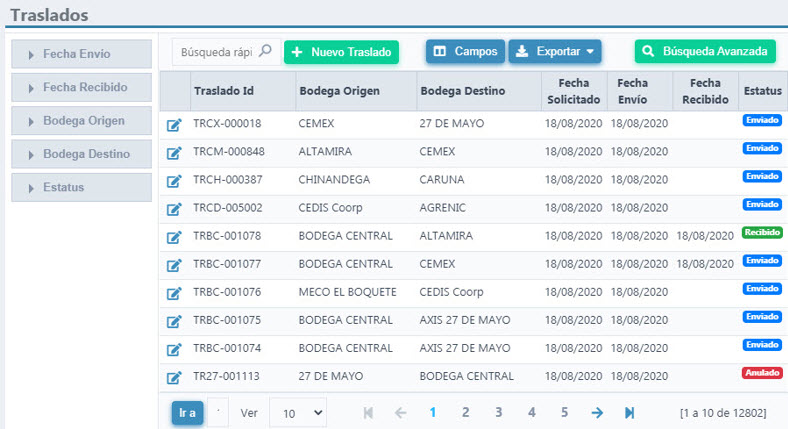 Traslados
Fecha Envío
Fecha Recibido
Bodega Origen
Bodega Destino
Estatus
Búsqueda rápi
Nuevo Traslado
Campos
Exportar
Búsqueda Avanzada
Traslado Id Bodega Origen Bodega Destino Fecha Solicitado Fecha Envío Fecha Recibido Estatus
TRCX-000018 CEMEX 27 DE MAYO 18/08/2020 18/08/2020 Enviado
TRCM-000848 ALTAMIRA CEMEX 18/08/2020 18/08/2020 Enviado
TRCH-000387 CHINANDEGA CARUNA 18/08/2020 18/08/2020 Enviado
TRCD-005002 CEDIS Coorp AGRENIC 18/08/2020 18/08/2020 Enviado
TRBC-001078 BODEGA CENTRAL ALTAMIRA 18/08/2020 18/08/2020 18/08/2020 Recibido
TRBC-001077 BODEGA CENTRAL CEMEX 18/08/2020 18/08/2020 18/08/2020 Enviado
TRBC-001076 MECO EL BOQUETE CEDIS Coorp 18/08/2020 18/08/2020 Enviado
TRBC-001075 BODEGA CENTRAL AXIS 27 DE MAYO 18/08/2020 18/08/2020 Enviado
TRBC-001074 BODEGA CENTRAL AXIS 27 DE MAYO 18/08/2020 18/08/2020 Enviado
TR27-001113 27 DE MAYO BODEGA CENTRAL 18/08/2020 18/08/2020 Anulado
Ir a Ver 10 1 2 3 4 5 [1 a 10 de 12802]